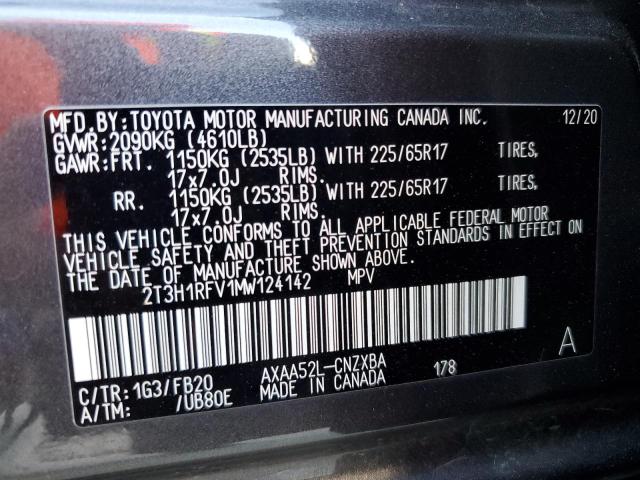 MFD. BY: TOYOTA MOTOR MANUFACTURING CANADA INC. 12/20
GVWR: 2090KG (4610LB)
GAWR: FRT. 1150KG (2535LB) WITH 225/65R17 TIRES,
17x7.0J RIMS.
RR. 1150KG (2535LB) WITH 225/65R17 TIRES,
17x7.0J RIMS.
THIS VEHICLE CONFORMS TO ALL APPLICABLE FEDERAL MOTOR
VEHICLE SAFETY AND THEFT PREVENTION STANDARDS IN EFFECT ON
THE DATE OF MANUFACTURE SHOWN ABOVE.
2T3H1RFV1MW124142 MPV
C/TR: 1G3/FB20 AXAA52L-CNZXBA 178 A
A/TM: /UB80E MADE IN CANADA